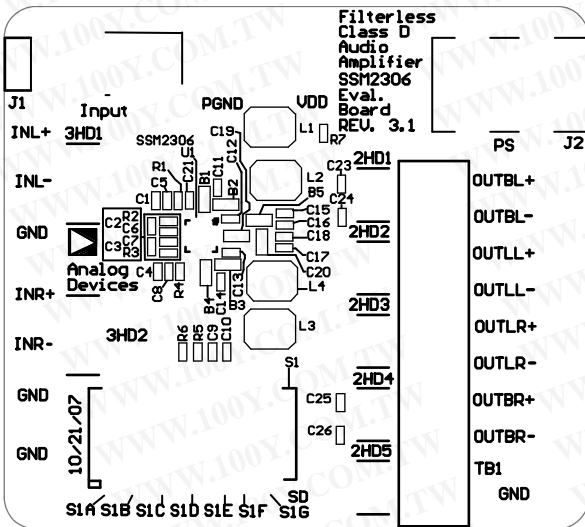 Filterless
Class D
Audio
Amplifier
SSM2306
Eval.
Board
REV. 3.1
J1
Input
PGND
VDD
C19
C12
L1
R7
PS
J2
INL+
3HD1
SSM2306
U1
R1
C21
C5
C1
B1
C11
B2
L2
B5
C23
C24
2HD1
OUTBL+
INL-
R2
C2
C6
C7
C3
R3
C15
C16
C18
C17
C20
2HD2
OUTBL-
GND
OUTLL+
Analog
Devices
C4
C8
R4
B4
C14
C13
B3
L4
OUTLL-
INR+
2HD3
OUTLR+
3HD2
L3
INR-
R6
R5
C9
C10
S1
OUTLR-
2HD4
GND
C25
OUTBR+
C26
OUTBR-
GND
10/21/07
2HD5
TB1
SD
GND
S1A
S1B
S1C
S1D
S1E
S1F
S1G
WWW.100Y.COM.TW